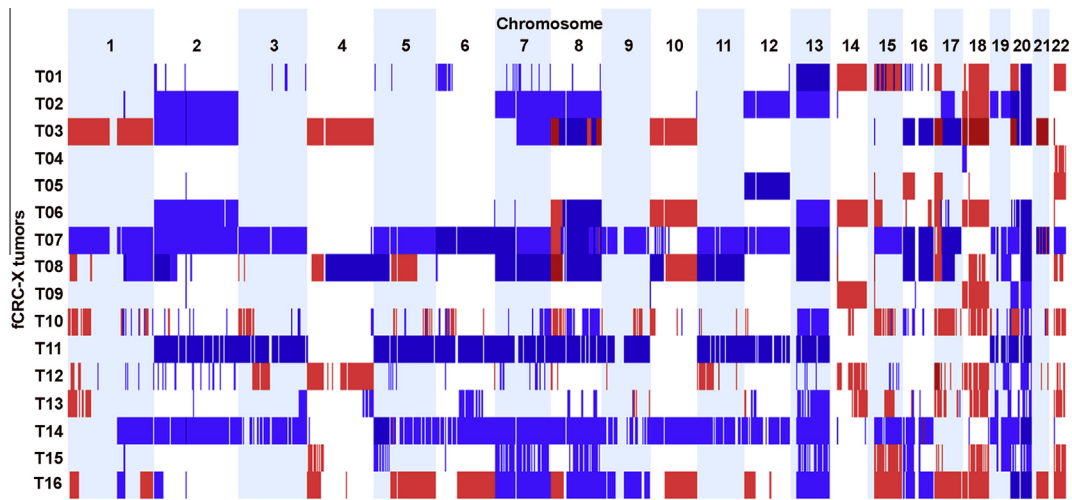 Chromosome
1 2 3 4 5 6 7 8 9 10 11 12 13 14 15 16 17 18 19 20 21 22
fCRC-X tumors
T01
T02
T03
T04
T05
T06
T07
T08
T09
T10
T11
T12
T13
T14
T15
T16